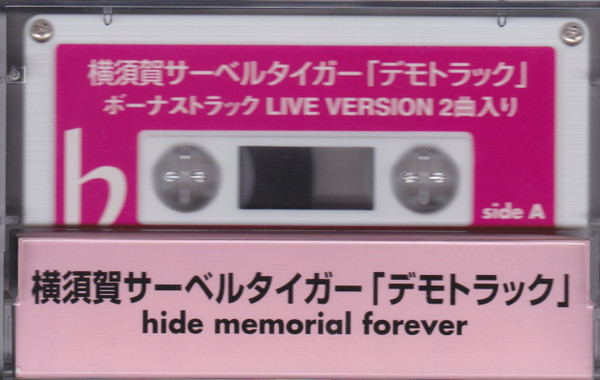 横須賀サーベルタイガー「デモトラック」
ボーナストラック LIVE VERSION 2曲入り
h
side A
横須賀サーベルタイガー「デモトラック」
hide memorial forever